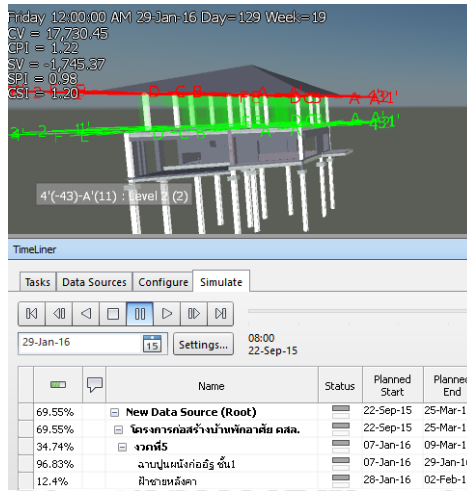 Friday 12:00:00 AM 29-Jan-16 Day=129 Week=19
CV = 17,730.45
CPI = 1.22
SV = -1,745.37
SPI = 0.98
CSI = 1.20
4'(-43)-A'(11) : Level 2 (2)
TimeLiner
Tasks Data Sources Configure Simulate
29-Jan-16 15 Settings... 08:00
22-Sep-15
Name Status Planned Start Planned End
69.55% New Data Source (Root) 22-Sep-15 25-Mar-1
69.55% โครงการก่อสร้างบ้านพักอาศัย คสล. 22-Sep-15 25-Mar-1
34.74% งวดที่5 07-Jan-16 09-Mar-1
96.83% ฉาบปูนผนังก่ออิฐ ชั้น1 07-Jan-16 29-Jan-1
12.4% ฝ้าชายหลังคา 28-Jan-16 02-Feb-1